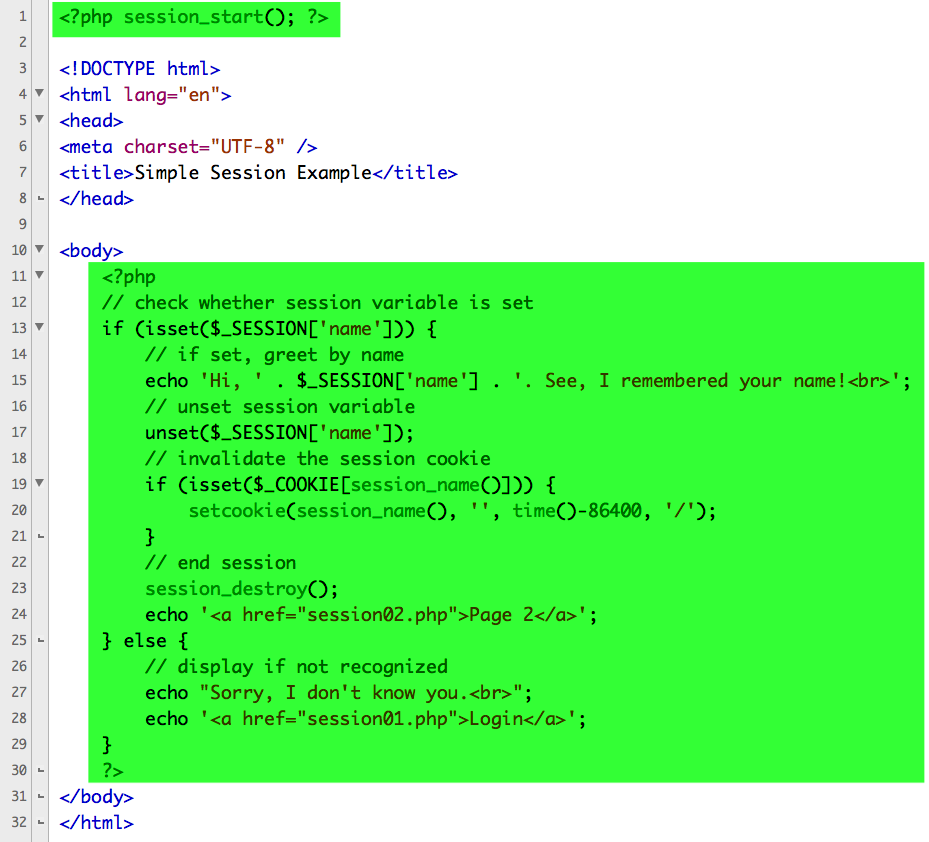 1 <?php session_start(); ?>
2
3 <!DOCTYPE html>
4 <html lang="en">
5 <head>
6 <meta charset="UTF-8" />
7 <title>Simple Session Example</title>
8 </head>
9
10 <body>
11     <?php
12     // check whether session variable is set
13     if (isset($_SESSION['name'])) {
14         // if set, greet by name
15         echo 'Hi, ' . $_SESSION['name'] . '. See, I remembered your name!<br>';
16         // unset session variable
17         unset($_SESSION['name']);
18         // invalidate the session cookie
19         if (isset($_COOKIE[session_name()])) {
20             setcookie(session_name(), '', time()-86400, '/');
21         }
22         // end session
23         session_destroy();
24         echo '<a href="session02.php">Page 2</a>';
25     } else {
26         // display if not recognized
27         echo "Sorry, I don't know you.<br>";
28         echo '<a href="session01.php">Login</a>';
29     }
30     ?>
31 </body>
32 </html>